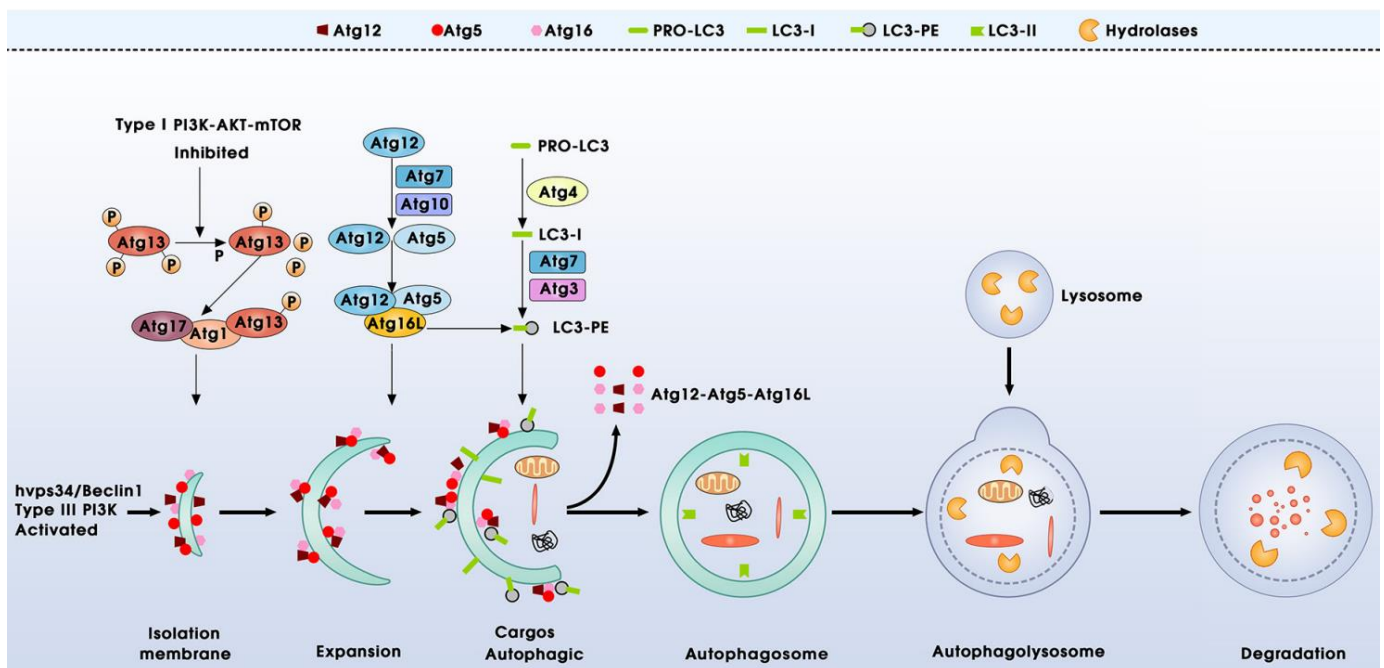 Atg12 Atg5 Atg16 PRO-LC3 LC3-I LC3-PE LC3-II Hydrolases
Type I PI3K-AKT-mTOR
Inhibited
P
Atg13
P
P
P
P
Atg13
P
P
Atg17
Atg1
Atg13
P
Atg12
Atg7
Atg10
Atg12
Atg5
Atg12
Atg5
Atg16L
PRO-LC3
Atg4
LC3-I
Atg7
Atg3
LC3-PE
Atg12-Atg5-Atg16L
Lysosome
hvps34/Beclin1
Type III PI3K
Activated
Isolation
membrane
Expansion
Cargos
Autophagic
Autophagosome
Autophagolysosome
Degradation